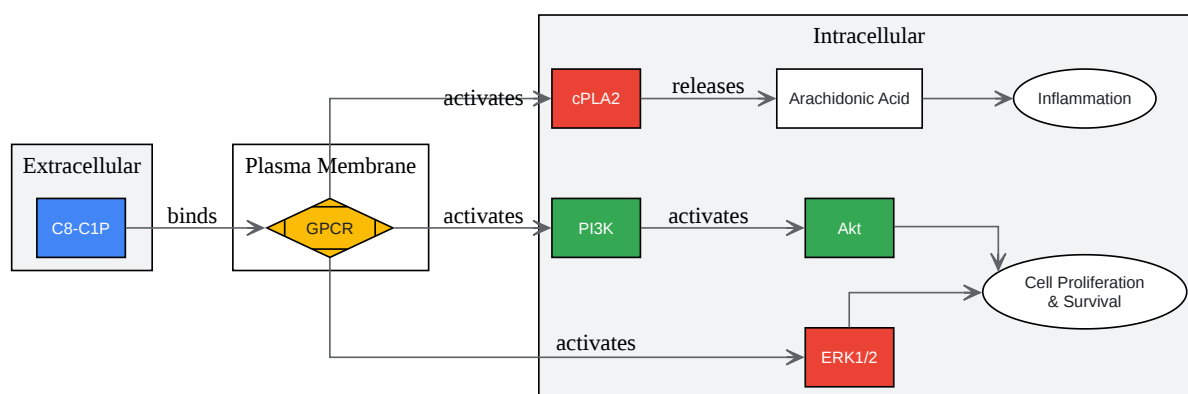 Intracellular
activates
cPLA2
releases
Arachidonic Acid
Inflammation
Extracellular
Plasma Membrane
C8-C1P
binds
GPCR
activates
PI3K
activates
Akt
Cell Proliferation
& Survival
activates
ERK1/2